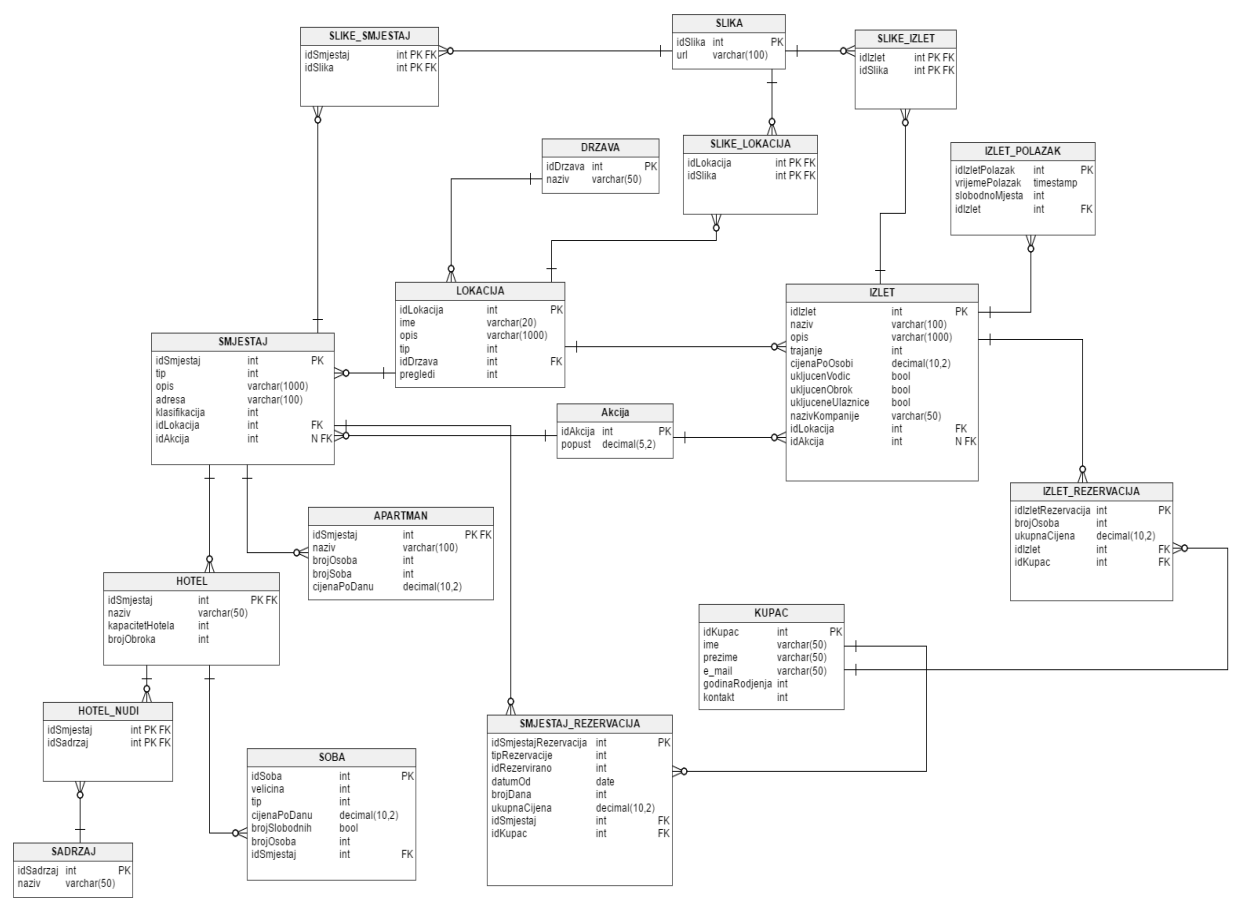 SLIKE_SMJESTAJ
idSmjestaj int PK FK
idSlika int PK FK
SLIKA
idSlika int PK
url varchar(100)
SLIKE_IZLET
idIzlet int PK FK
idSlika int PK FK
DRZAVA
idDrzava int PK
naziv varchar(50)
SLIKE_LOKACIJA
idLokacija int PK FK
idSlika int PK FK
IZLET_POLAZAK
idIzletPolazak int PK
vrijemePolazak timestamp
slobodnoMjesta int
idIzlet int FK
LOKACIJA
idLokacija int PK
ime varchar(20)
opis varchar(1000)
tip int
idDrzava int FK
pregledi int
IZLET
idIzlet int PK
naziv varchar(100)
opis varchar(1000)
trajanje int
cijenaPoOsobi decimal(10,2)
ukljucenVodic bool
ukljucenObrok bool
ukljuceneUlaznice bool
nazivKompanije varchar(50)
idLokacija int FK
idAkcija int N FK
SMJESTAJ
idSmjestaj int PK
tip int
opis varchar(1000)
adresa varchar(100)
klasifikacija int
idLokacija int FK
idAkcija int N FK
Akcija
idAkcija int PK
popust decimal(5,2)
IZLET_REZERVACIJA
idIzletRezervacija int PK
brojOsoba int
ukupnaCijena decimal(10,2)
idIzlet int FK
idKupac int FK
APARTMAN
idSmjestaj int PK FK
naziv varchar(100)
brojOsoba int
brojSoba int
cijenaPoDanu decimal(10,2)
HOTEL
idSmjestaj int PK FK
naziv varchar(50)
kapacitetHotela int
brojObroka int
KUPAC
idKupac int PK
ime varchar(50)
prezime varchar(50)
e_mail varchar(50)
godinaRodjenja int
kontakt int
HOTEL_NUDI
idSmjestaj int PK FK
idSadrzaj int PK FK
SMJESTAJ_REZERVACIJA
idSmjestajRezervacija int PK
tipRezervacije int
idRezervirano int
datumOd date
brojDana int
ukupnaCijena decimal(10,2)
idSmjestaj int FK
idKupac int FK
SOBA
idSoba int PK
velicina int
tip int
cijenaPoDanu decimal(10,2)
brojSlobodnih bool
brojOsoba int
idSmjestaj int FK
SADRZAJ
idSadrzaj int PK
naziv varchar(50)